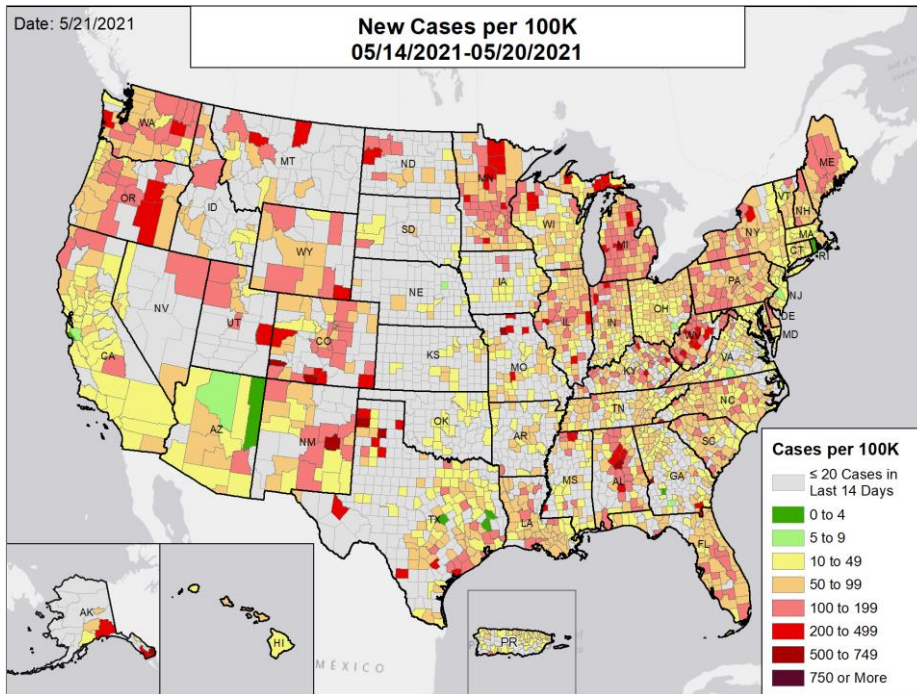 Date: 5/21/2021
New Cases per 100K
05/14/2021-05/20/2021
WA
MT
ND
MN
ME
OR
ID
SD
WI
MI
VT
NH
NY
MA
CT
RI
WY
IA
NE
PA
NJ
NV
UT
CO
IL
IN
OH
DE
MD
WV
CA
KS
MO
KY
VA
AZ
NM
OK
AR
TN
NC
SC
MS
AL
GA
TX
LA
FL
AK
HI
PR
MÉXICO
Cases per 100K
≤ 20 Cases in
Last 14 Days
0 to 4
5 to 9
10 to 49
50 to 99
100 to 199
200 to 499
500 to 749
750 or More